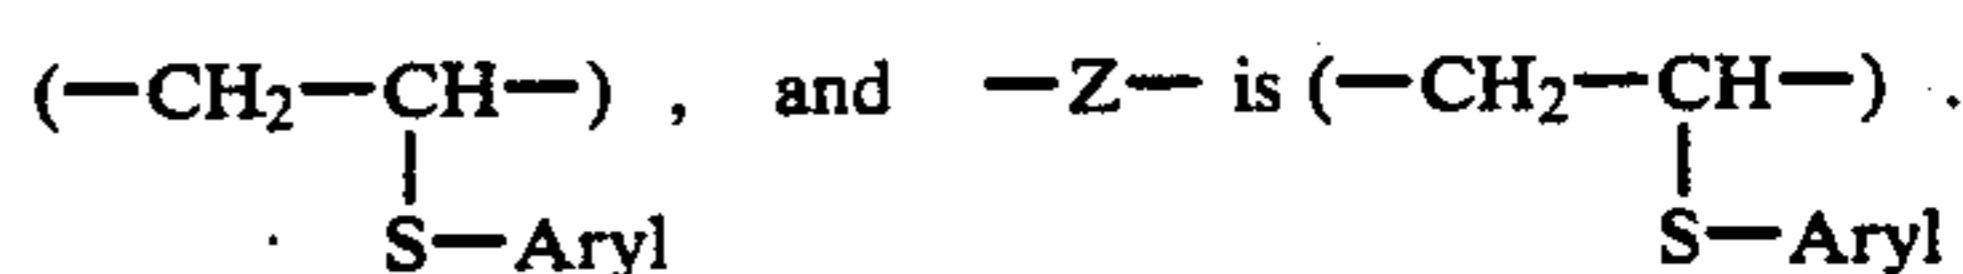 (—CH₂—CH—) , and —Z— is (—CH₂—CH—) .
S—Aryl S—Aryl